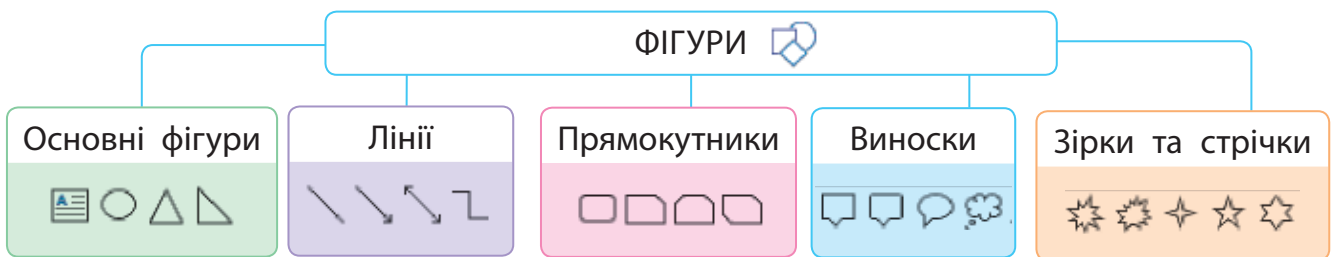 ФІГУРИ
Основні фігури
Лінії
Прямокутники
Виноски
Зірки та стрічки
A